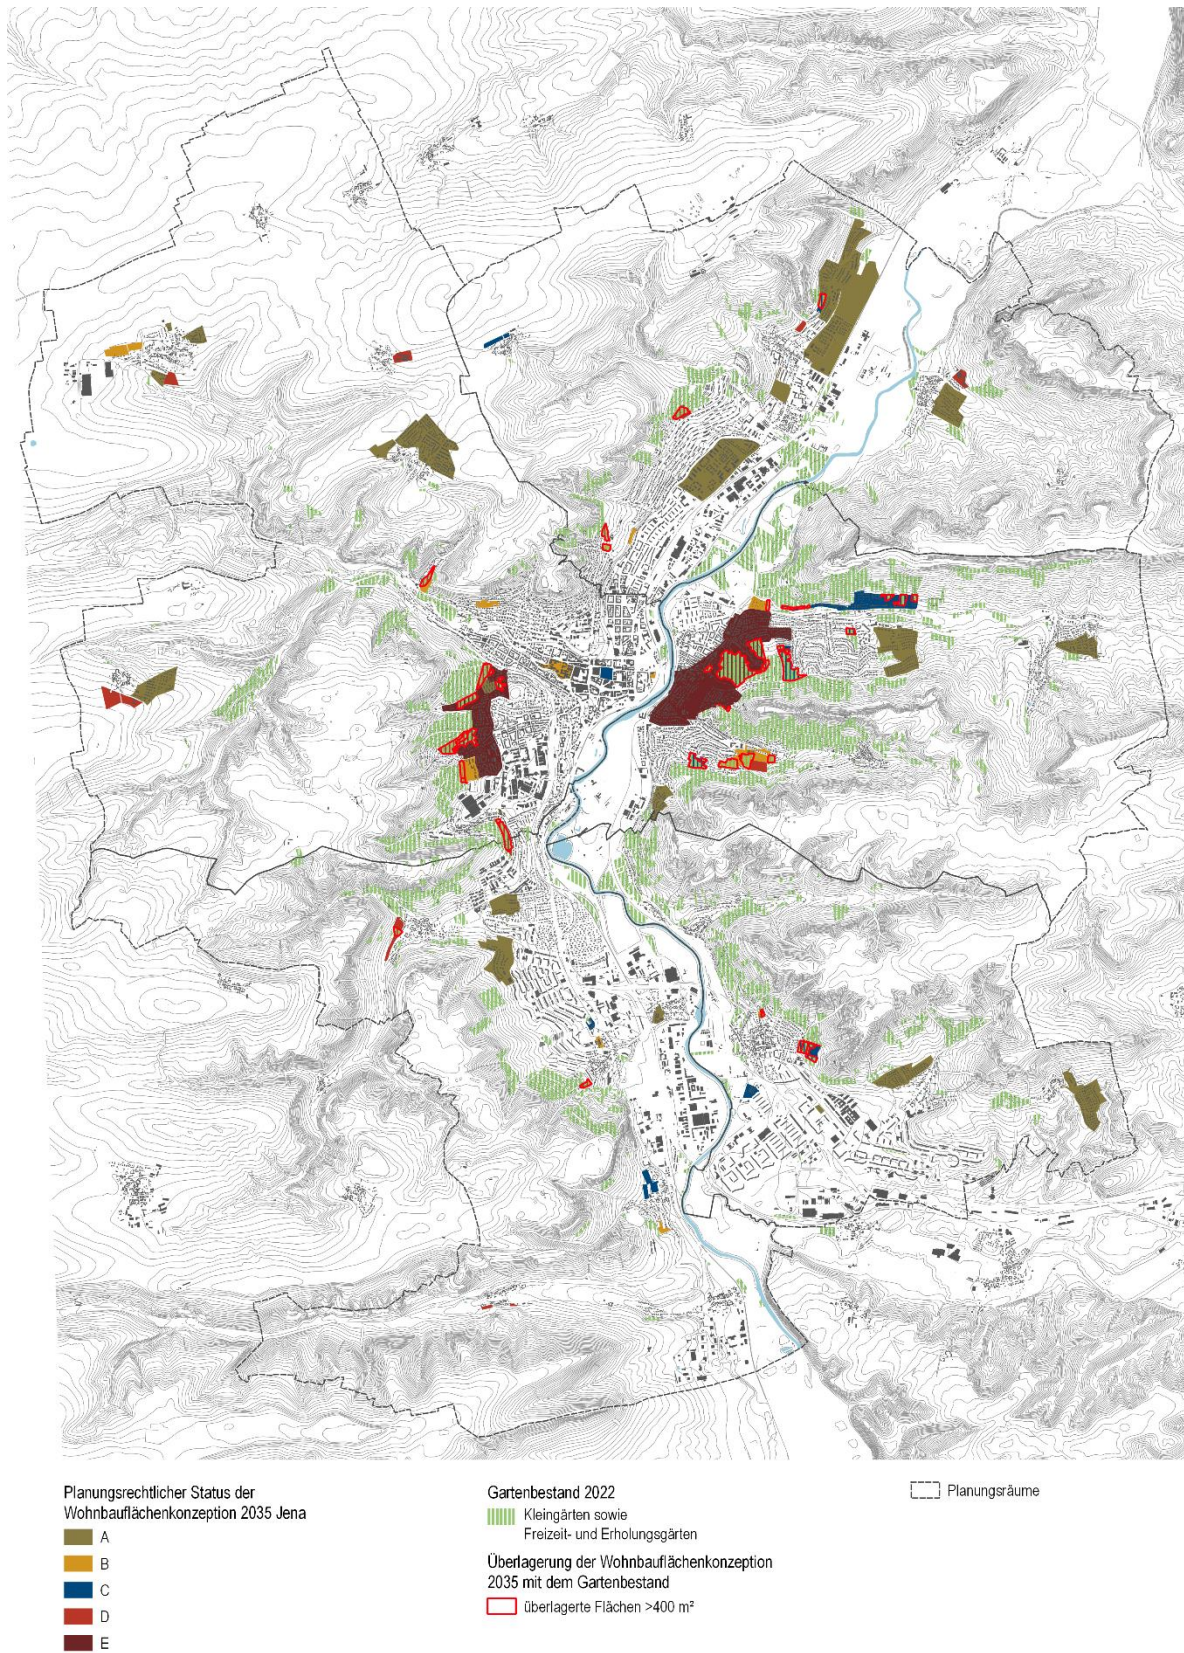 Planungsrechtlicher Status der
Wohnbauflächenkonzeption 2035 Jena
A
B
C
D
E
Gartenbestand 2022
Kleingärten sowie
Freizeit- und Erholungsgärten
Überlagerung der Wohnbauflächenkonzeption
2035 mit dem Gartenbestand
überlagerte Flächen >400 m²
Planungsräume